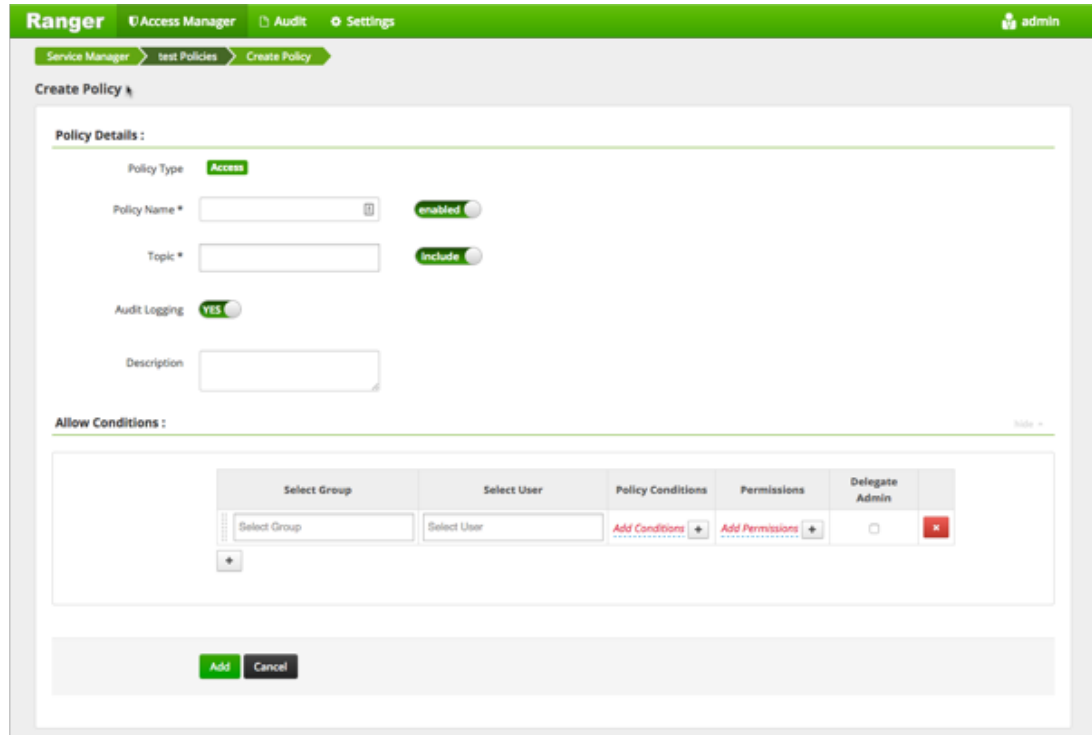 Ranger Access Manager Audit Settings admin
Service Manager test Policies Create Policy
Create Policy
Policy Details :
Policy Type Access
Policy Name * enabled
Topic * include
Audit Logging YES
Description
Allow Conditions : hide
Select Group Select User Policy Conditions Permissions Delegate Admin
Select Group Select User Add Conditions + Add Permissions +
+
Add Cancel